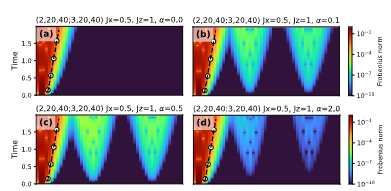 (2,20,40;3,20,40) Jx=0.5, Jz=1, α=0.0
(2,20,40;3,20,40) Jx=0.5, Jz=1, α=0.1
(a)
(b)
Time
1.5
1.0
0.5
0.0
10⁻¹
10⁻⁴
10⁻⁷
10⁻¹⁰
Frobenius norm
(2,20,40;3,20,40) Jx=0.5, Jz=1, α=0.5
(2,20,40;3,20,40) Jx=0.5, Jz=1, α=2.0
(c)
(d)
Time
1.5
1.0
0.5
0.0
10⁻¹
10⁻⁴
10⁻⁷
10⁻¹⁰
Frobenius norm